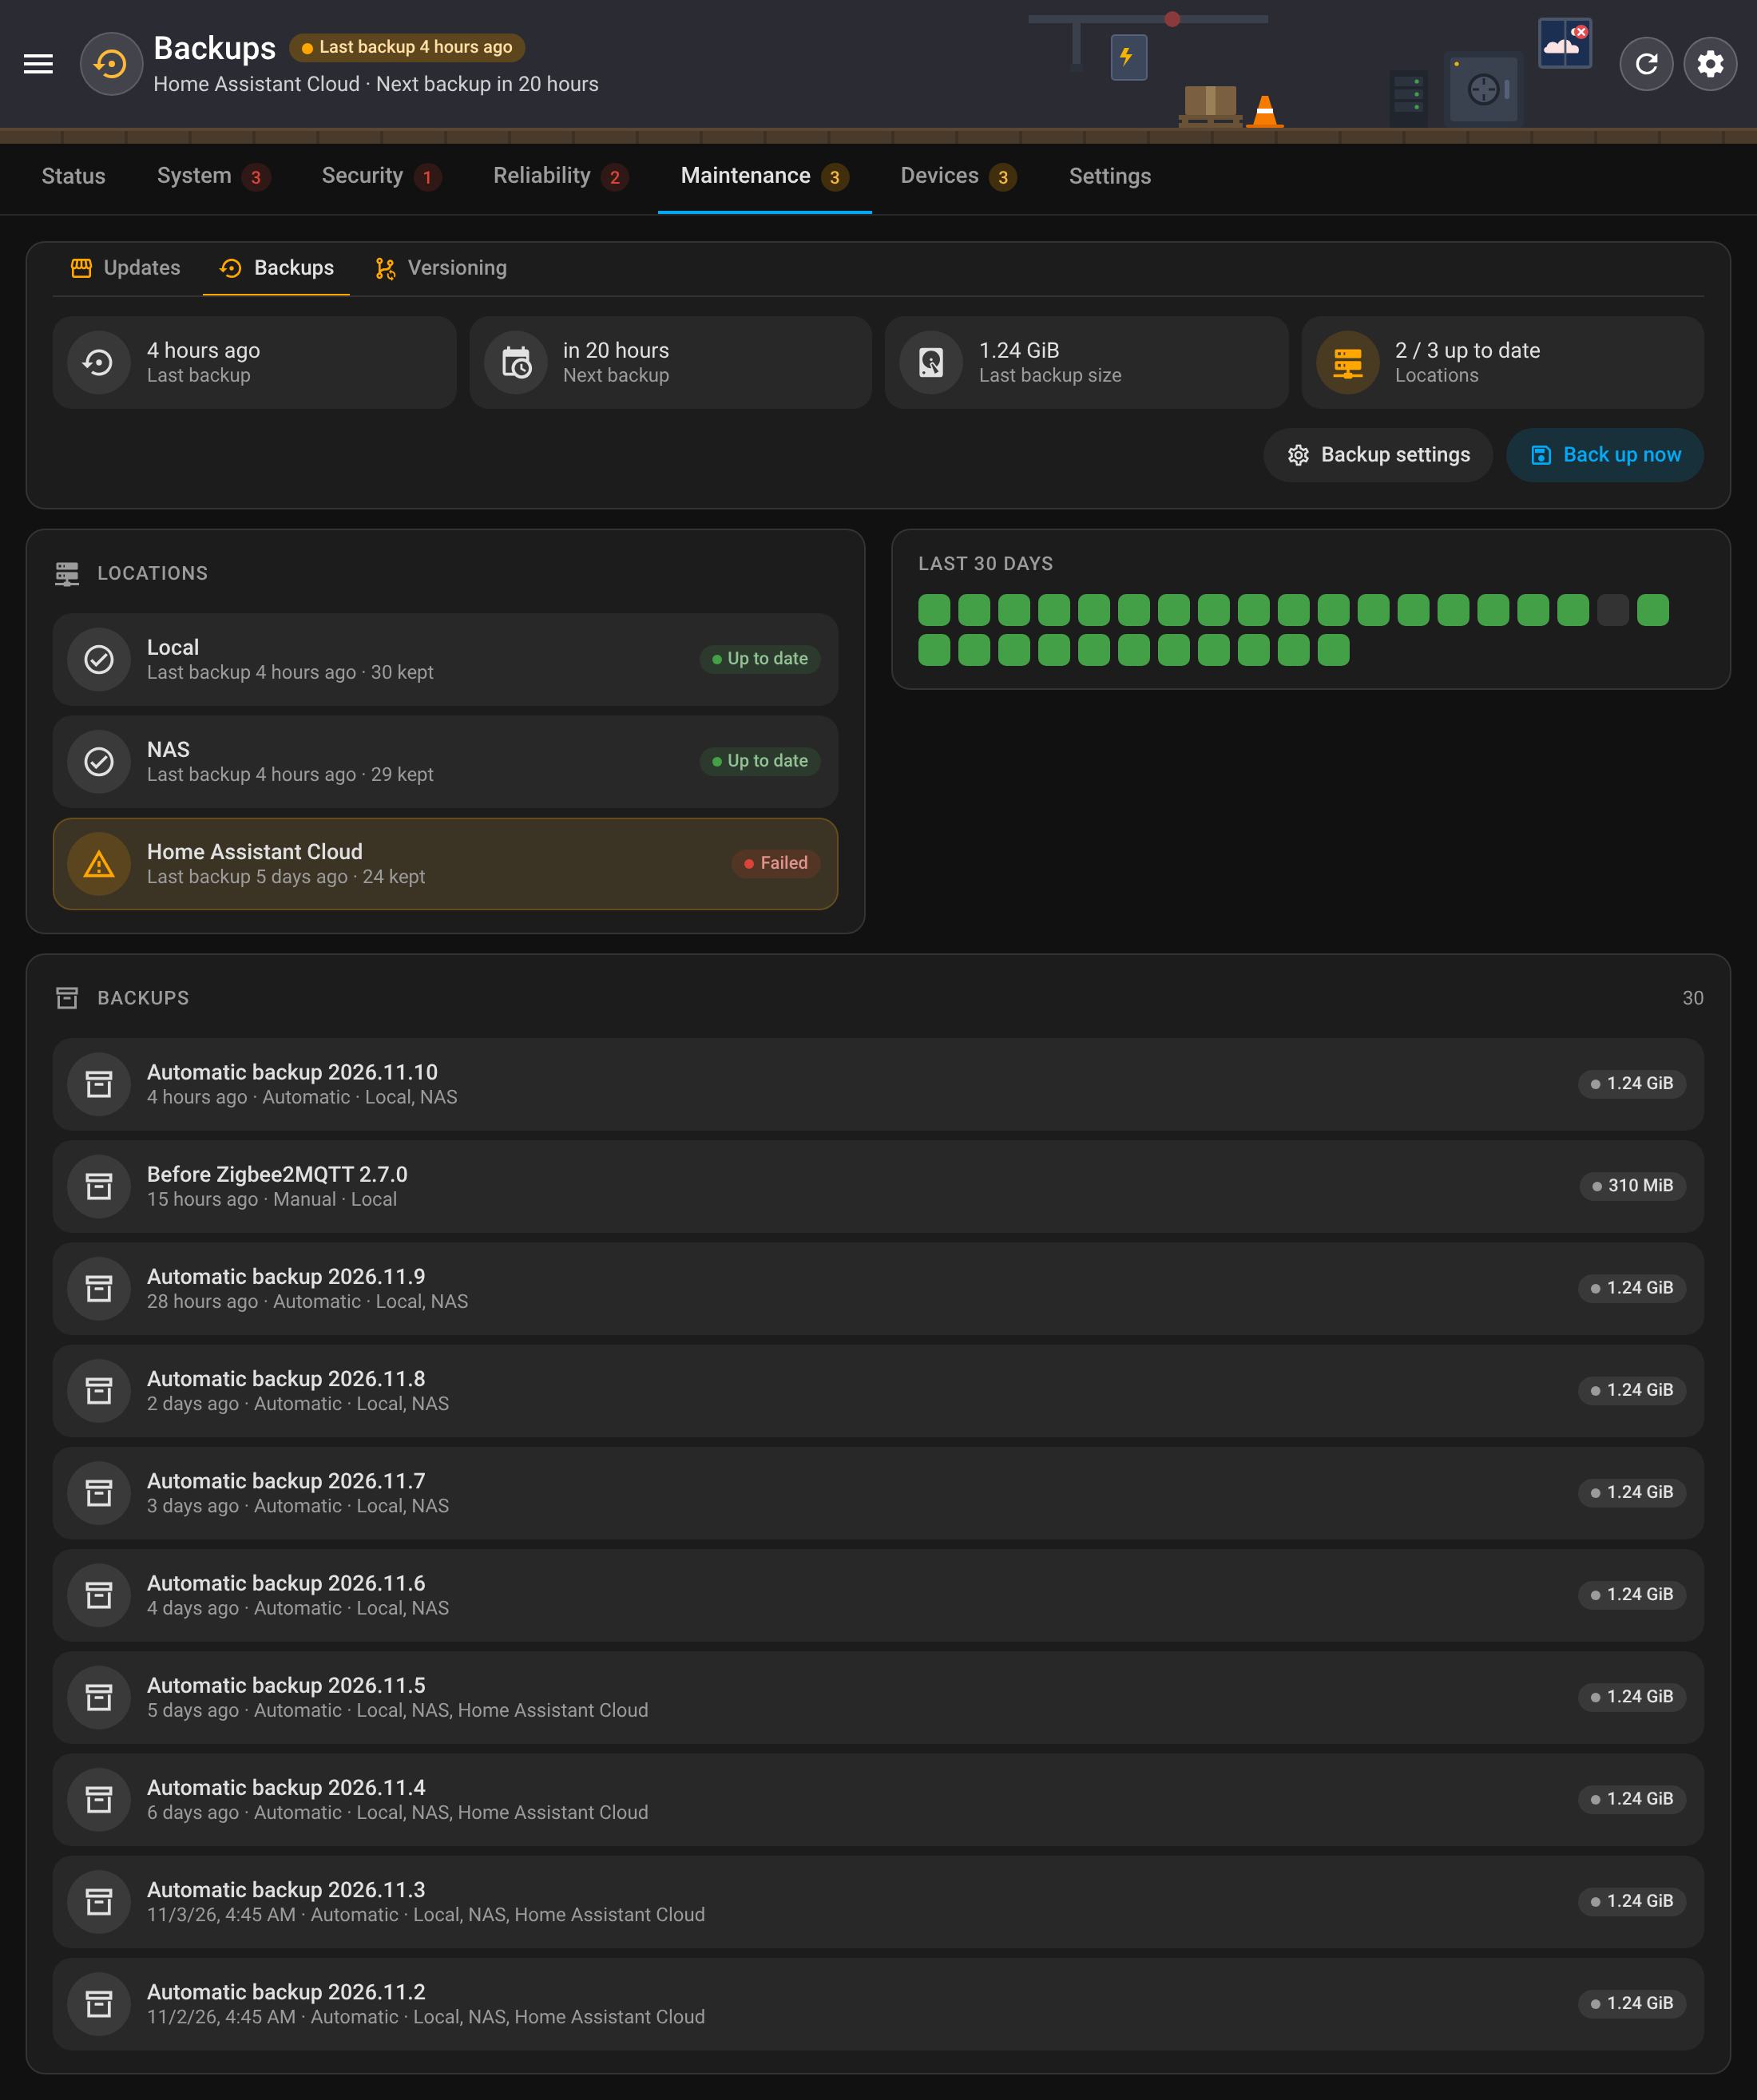 Backups
Last backup 4 hours ago
Home Assistant Cloud · Next backup in 20 hours
Status
System 3
Security 1
Reliability 2
Maintenance 3
Devices 3
Settings
Updates
Backups
Versioning
4 hours ago
Last backup
in 20 hours
Next backup
1.24 GiB
Last backup size
2 / 3 up to date
Locations
Backup settings
Back up now
LOCATIONS
Local
Last backup 4 hours ago · 30 kept
Up to date
NAS
Last backup 4 hours ago · 29 kept
Up to date
Home Assistant Cloud
Last backup 5 days ago · 24 kept
Failed
LAST 30 DAYS
BACKUPS
30
Automatic backup 2026.11.10
4 hours ago · Automatic · Local, NAS
1.24 GiB
Before Zigbee2MQTT 2.7.0
15 hours ago · Manual · Local
310 MiB
Automatic backup 2026.11.9
28 hours ago · Automatic · Local, NAS
1.24 GiB
Automatic backup 2026.11.8
2 days ago · Automatic · Local, NAS
1.24 GiB
Automatic backup 2026.11.7
3 days ago · Automatic · Local, NAS
1.24 GiB
Automatic backup 2026.11.6
4 days ago · Automatic · Local, NAS
1.24 GiB
Automatic backup 2026.11.5
5 days ago · Automatic · Local, NAS, Home Assistant Cloud
1.24 GiB
Automatic backup 2026.11.4
6 days ago · Automatic · Local, NAS, Home Assistant Cloud
1.24 GiB
Automatic backup 2026.11.3
11/3/26, 4:45 AM · Automatic · Local, NAS, Home Assistant Cloud
1.24 GiB
Automatic backup 2026.11.2
11/2/26, 4:45 AM · Automatic · Local, NAS, Home Assistant Cloud
1.24 GiB